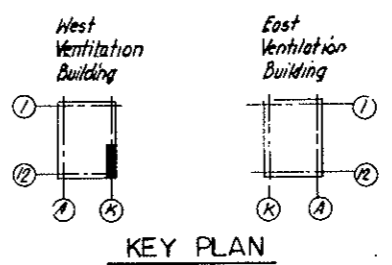 West
Ventilation
Building
East
Ventilation
Building
1
12
A
K
1
12
K
A
KEY PLAN